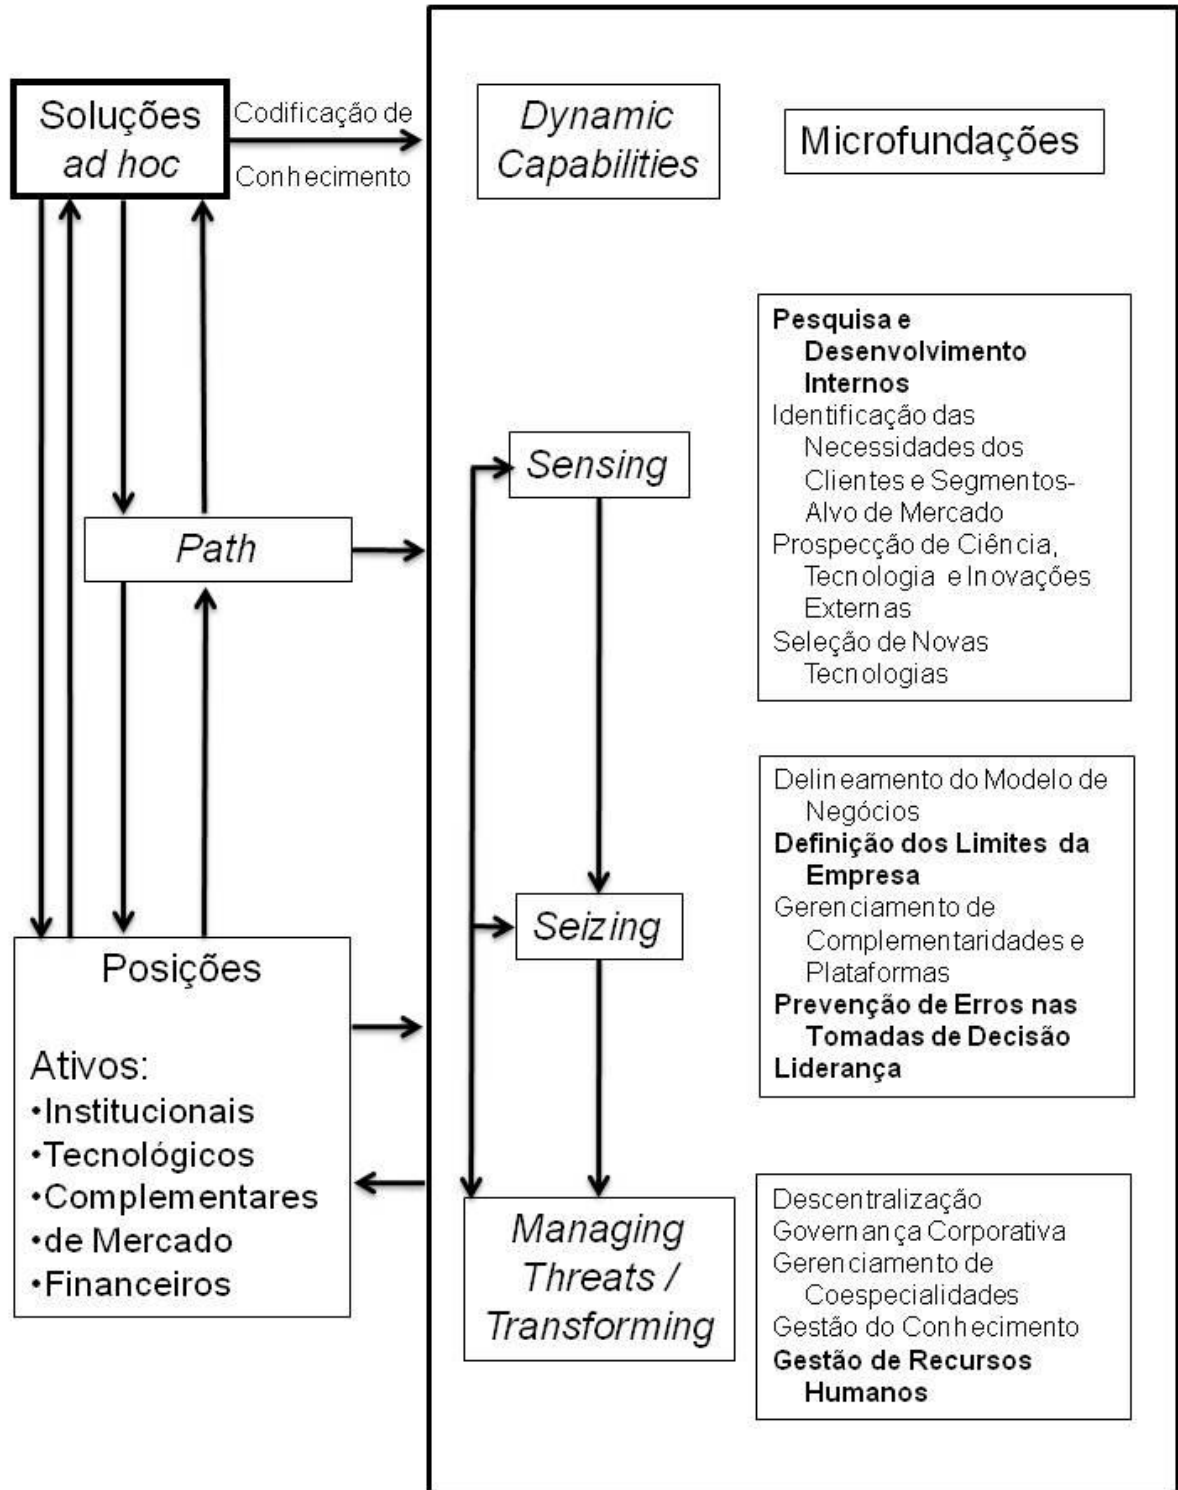 Soluções
ad hoc
Codificação de
Conhecimento
Dynamic
Capabilities
Microfundações
Pesquisa e
Desenvolvimento
Internos
Identificação das
Necessidades dos
Clientes e Segmentos-
Alvo de Mercado
Prospecção de Ciência,
Tecnologia e Inovações
Externas
Seleção de Novas
Tecnologias
Sensing
Path
Delineamento do Modelo de
Negócios
Definição dos Limites da
Empresa
Gerenciamento de
Complementaridades e
Plataformas
Prevenção de Erros nas
Tomadas de Decisão
Liderança
Seizing
Posições
Ativos:
•Institucionais
•Tecnológicos
•Complementares
•de Mercado
•Financeiros
Managing
Threats /
Transforming
Descentralização
Governança Corporativa
Gerenciamento de
Coespecialidades
Gestão do Conhecimento
Gestão de Recursos
Humanos